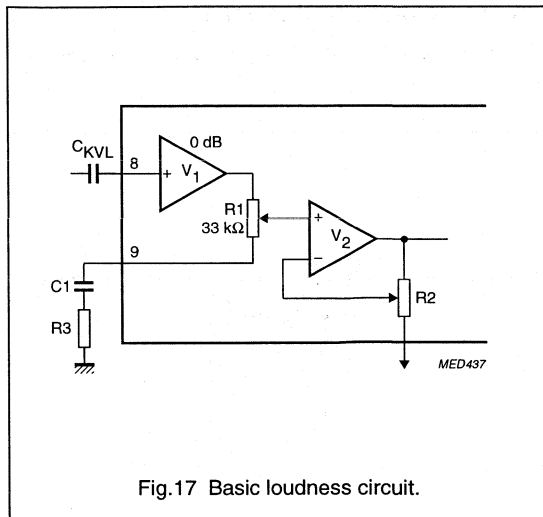 C_KVL
8
0 dB
+
V1
R1
33 kΩ
+
V2
−
9
C1
R3
R2
MED437
Fig.17 Basic loudness circuit.